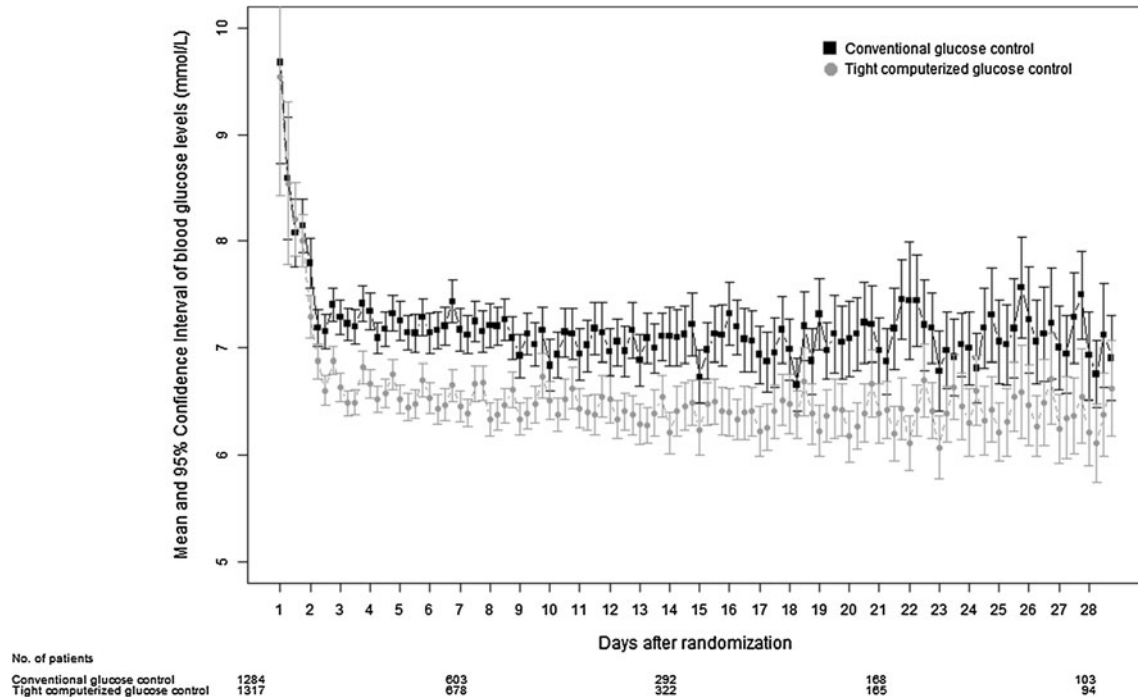 Mean and 95% Confidence Interval of blood glucose levels (mmol/L)
10
9
8
7
6
5
Conventional glucose control
Tight computerized glucose control
1 2 3 4 5 6 7 8 9 10 11 12 13 14 15 16 17 18 19 20 21 22 23 24 25 26 27 28
Days after randomization
No. of patients
Conventional glucose control 1284 603 292 168 103
Tight computerized glucose control 1317 678 322 165 94